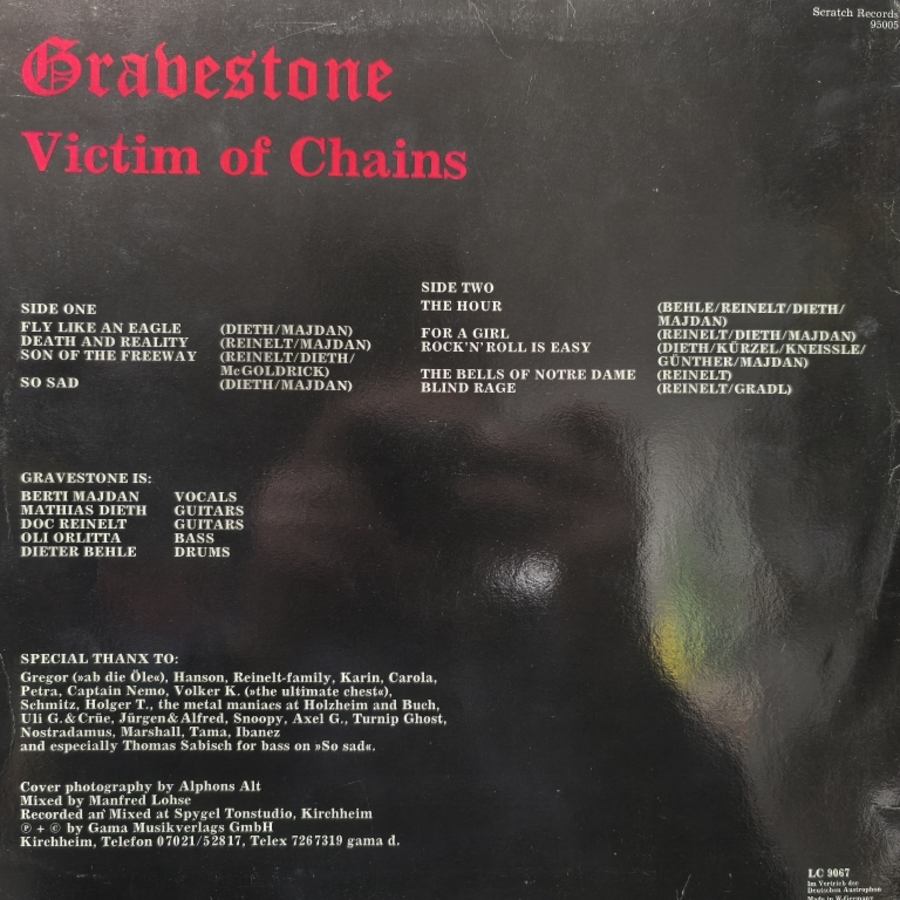 Scratch Records
95005
Gravestone
Victim of Chains
SIDE ONE
FLY LIKE AN EAGLE (DIETH/MAJDAN)
DEATH AND REALITY (REINELT/MAJDAN)
SON OF THE FREEWAY (REINELT/DIETH/
McGOLDRICK)
SO SAD (DIETH/MAJDAN)
SIDE TWO
THE HOUR (BEHLE/REINELT/DIETH/
MAJDAN)
FOR A GIRL (REINELT/DIETH/MAJDAN)
ROCK'N'ROLL IS EASY (DIETH/KÜRZEL/KNEISSLE/
GÜNTHER/MAJDAN)
THE BELLS OF NOTRE DAME (REINELT)
BLIND RAGE (REINELT/GRADL)
GRAVESTONE IS:
BERTI MAJDAN VOCALS
MATHIAS DIETH GUITARS
DOC REINELT GUITARS
OLI ORLITTA BASS
DIETER BEHLE DRUMS
SPECIAL THANX TO:
Gregor (»ab die Öle«), Hanson, Reinelt-family, Karin, Carola,
Petra, Captain Nemo, Volker K. (»the ultimate chest«),
Schmitz, Holger T., the metal maniacs at Holzheim and Buch,
Uli G. & Crüe, Jürgen & Alfred, Snoopy, Axel G., Turnip Ghost,
Nostradamus, Marshall, Tama, Ibanez
and especially Thomas Sabisch for bass on »So sad«.
Cover photography by Alphons Alt
Mixed by Manfred Lohse
Recorded an' Mixed at Spygel Tonstudio, Kirchheim
℗ + © by Gama Musikverlags GmbH
Kirchheim, Telefon 07021/52817, Telex 7267319 gama d.
LC 9067
Im Vertrieb der
Deutschen Austrophon
Made in W.-Germany